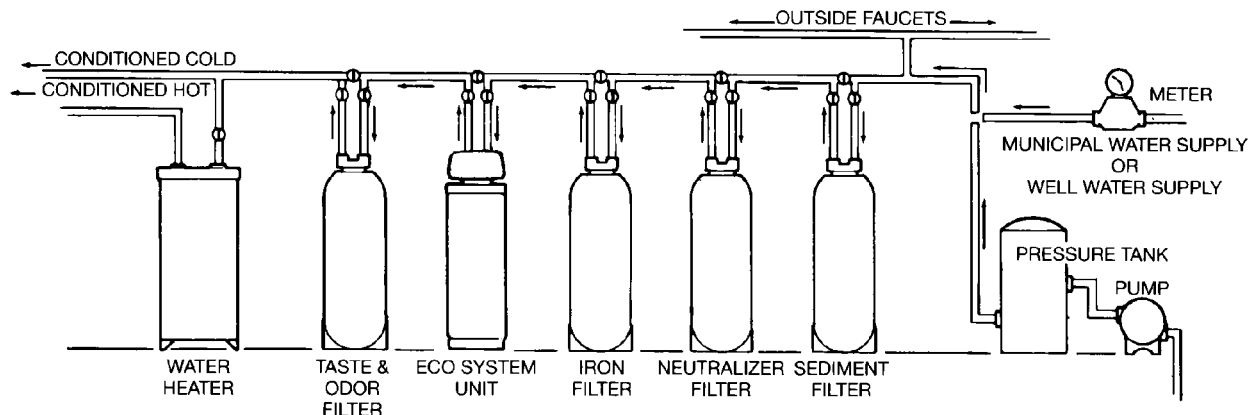 OUTSIDE FAUCETS
CONDITIONED COLD
CONDITIONED HOT
METER
MUNICIPAL WATER SUPPLY
OR
WELL WATER SUPPLY
PRESSURE TANK
PUMP
WATER
HEATER
TASTE &
ODOR
FILTER
ECO SYSTEM
UNIT
IRON
FILTER
NEUTRALIZER
FILTER
SEDIMENT
FILTER